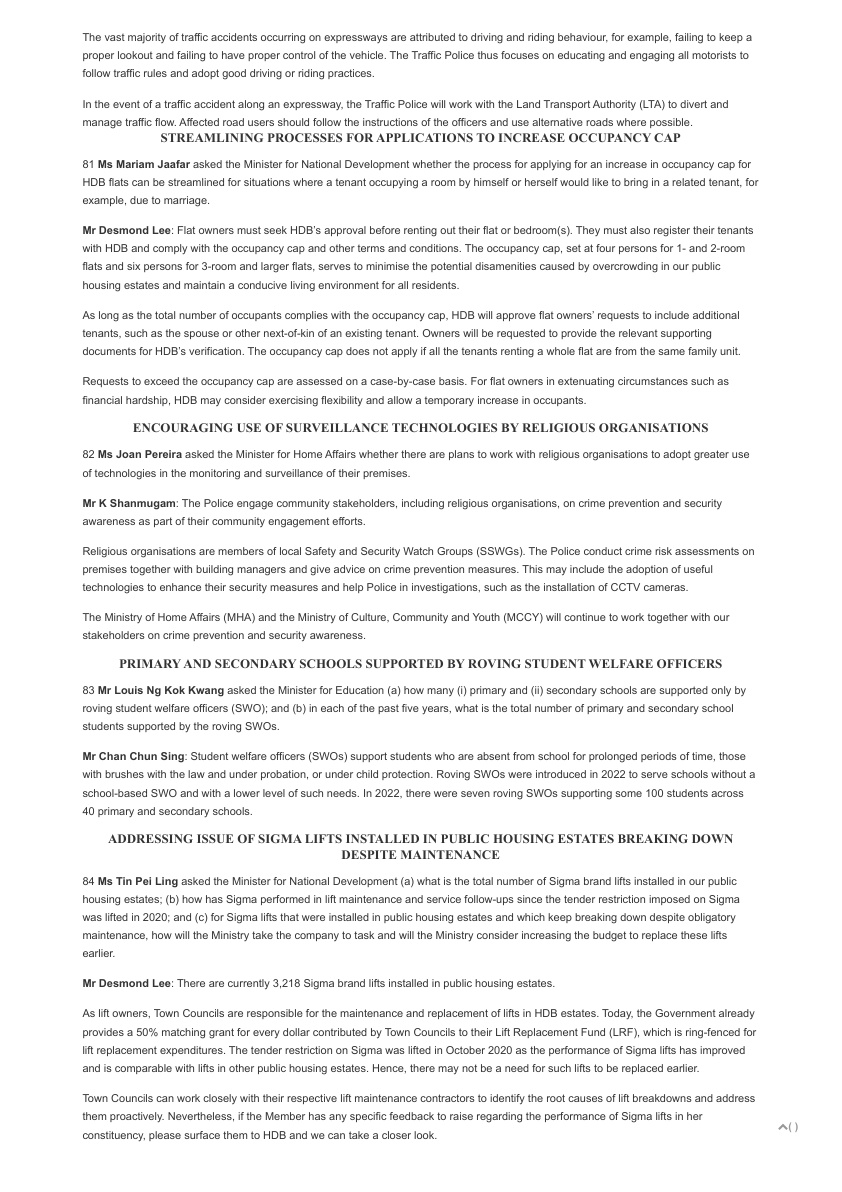 The vast majority of traffic accidents occurring on expressways are attributed to driving and riding behaviour, for example, failing to keep a
proper lookout and failing to have proper control of the vehicle. The Traffic Police thus focuses on educating and engaging all motorists to
follow traffic rules and adopt good driving or riding practices.
In the event of a traffic accident along an expressway, the Traffic Police will work with the Land Transport Authority (LTA) to divert and
manage traffic flow. Affected road users should follow the instructions of the officers and use alternative roads where possible.
STREAMLINING PROCESSES FOR APPLICATIONS TO INCREASE OCCUPANCY CAP
81 Ms Mariam Jaafar asked the Minister for National Development whether the process for applying for an increase in occupancy cap for
HDB flats can be streamlined for situations where a tenant occupying a room by himself or herself would like to bring in a related tenant, for
example, due to marriage.
Mr Desmond Lee: Flat owners must seek HDB's approval before renting out their flat or bedroom(s). They must also register their tenants
with HDB and comply with the occupancy cap and other terms and conditions. The occupancy cap, set at four persons for 1- and 2-room
flats and six persons for 3-room and larger flats, serves to minimise the potential disamenities caused by overcrowding in our public
housing estates and maintain a conducive living environment for all residents.
As long as the total number of occupants complies with the occupancy cap, HDB will approve flat owners' requests to include additional
tenants, such as the spouse or other next-of-kin of an existing tenant. Owners will be requested to provide the relevant supporting
documents for HDB's verification. The occupancy cap does not apply if all the tenants renting a whole flat are from the same family unit.
Requests to exceed the occupancy cap are assessed on a case-by-case basis. For flat owners in extenuating circumstances such as
financial hardship, HDB may consider exercising flexibility and allow a temporary increase in occupants.
ENCOURAGING USE OF SURVEILLANCE TECHNOLOGIES BY RELIGIOUS ORGANISATIONS
82 Ms Joan Pereira asked the Minister for Home Affairs whether there are plans to work with religious organisations to adopt greater use
of technologies in the monitoring and surveillance of their premises.
Mr K Shanmugam: The Police engage community stakeholders, including religious organisations, on crime prevention and security
awareness as part of their community engagement efforts.
Religious organisations are members of local Safety and Security Watch Groups (SSWGs). The Police conduct crime risk assessments on
premises together with building managers and give advice on crime prevention measures. This may include the adoption of useful
technologies to enhance their security measures and help Police in investigations, such as the installation of CCTV cameras.
The Ministry of Home Affairs (MHA) and the Ministry of Culture, Community and Youth (MCCY) will continue to work together with our
stakeholders on crime prevention and security awareness.
PRIMARY AND SECONDARY SCHOOLS SUPPORTED BY ROVING STUDENT WELFARE OFFICERS
83 Mr Louis Ng Kok Kwang asked the Minister for Education (a) how many (i) primary and (ii) secondary schools are supported only by
roving student welfare officers (SWO); and (b) in each of the past five years, what is the total number of primary and secondary school
students supported by the roving SWOs.
Mr Chan Chun Sing: Student welfare officers (SWOs) support students who are absent from school for prolonged periods of time, those
with brushes with the law and under probation, or under child protection. Roving SWOs were introduced in 2022 to serve schools without a
school-based SWO and with a lower level of such needs. In 2022, there were seven roving SWOs supporting some 100 students across
40 primary and secondary schools.
ADDRESSING ISSUE OF SIGMA LIFTS INSTALLED IN PUBLIC HOUSING ESTATES BREAKING DOWN
DESPITE MAINTENANCE
84 Ms Tin Pei Ling asked the Minister for National Development (a) what is the total number of Sigma brand lifts installed in our public
housing estates; (b) how has Sigma performed in lift maintenance and service follow-ups since the tender restriction imposed on Sigma
was lifted in 2020; and (c) for Sigma lifts that were installed in public housing estates and which keep breaking down despite obligatory
maintenance, how will the Ministry take the company to task and will the Ministry consider increasing the budget to replace these lifts
earlier.
Mr Desmond Lee: There are currently 3,218 Sigma brand lifts installed in public housing estates.
As lift owners, Town Councils are responsible for the maintenance and replacement of lifts in HDB estates. Today, the Government already
provides a 50% matching grant for every dollar contributed by Town Councils to their Lift Replacement Fund (LRF), which is ring-fenced for
lift replacement expenditures. The tender restriction on Sigma was lifted in October 2020 as the performance of Sigma lifts has improved
and is comparable with lifts in other public housing estates. Hence, there may not be a need for such lifts to be replaced earlier.
Town Councils can work closely with their respective lift maintenance contractors to identify the root causes of lift breakdowns and address
them proactively. Nevertheless, if the Member has any specific feedback to raise regarding the performance of Sigma lifts in her
constituency, please surface them to HDB and we can take a closer look.
( )